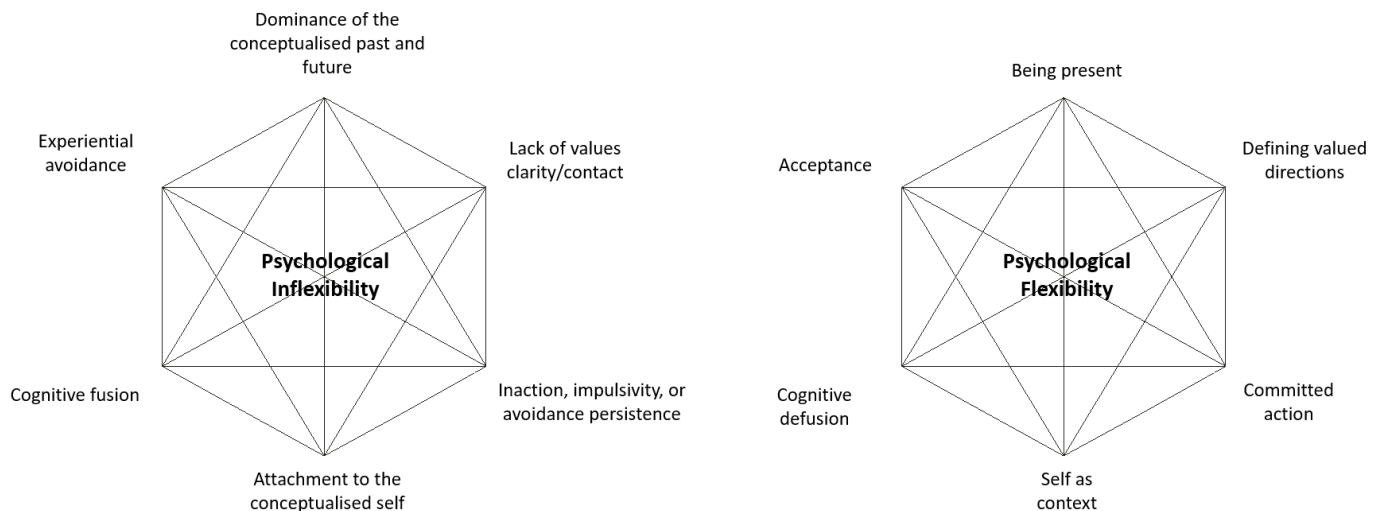 Dominance of the
conceptualised past and
future
Experiential
avoidance
Lack of values
clarity/contact
Psychological
Inflexibility
Cognitive fusion
Inaction, impulsivity, or
avoidance persistence
Attachment to the
conceptualised self
Being present
Acceptance
Defining valued
directions
Psychological
Flexibility
Cognitive
defusion
Committed
action
Self as
context